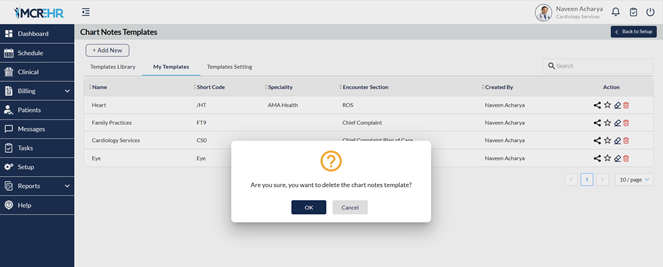 MCREHR
Naveen Acharya
Cardiology Services
Dashboard
Schedule
Clinical
Billing
Patients
Messages
Tasks
Setup
Reports
Help
Chart Notes Templates
Back to Setup
+ Add New
Templates Library My Templates Templates Setting
Search
Name Short Code Speciality Encounter Section Created By Action
Heart /HT AMA Health ROS Naveen Acharya
Family Practices FT9 Chief Complaint Naveen Acharya
Cardiology Services CS0 Chief Complaint Plan of Care Naveen Acharya
Eye Eye Naveen Acharya
1 10 / page
?
Are you sure, you want to delete the chart notes template?
OK Cancel